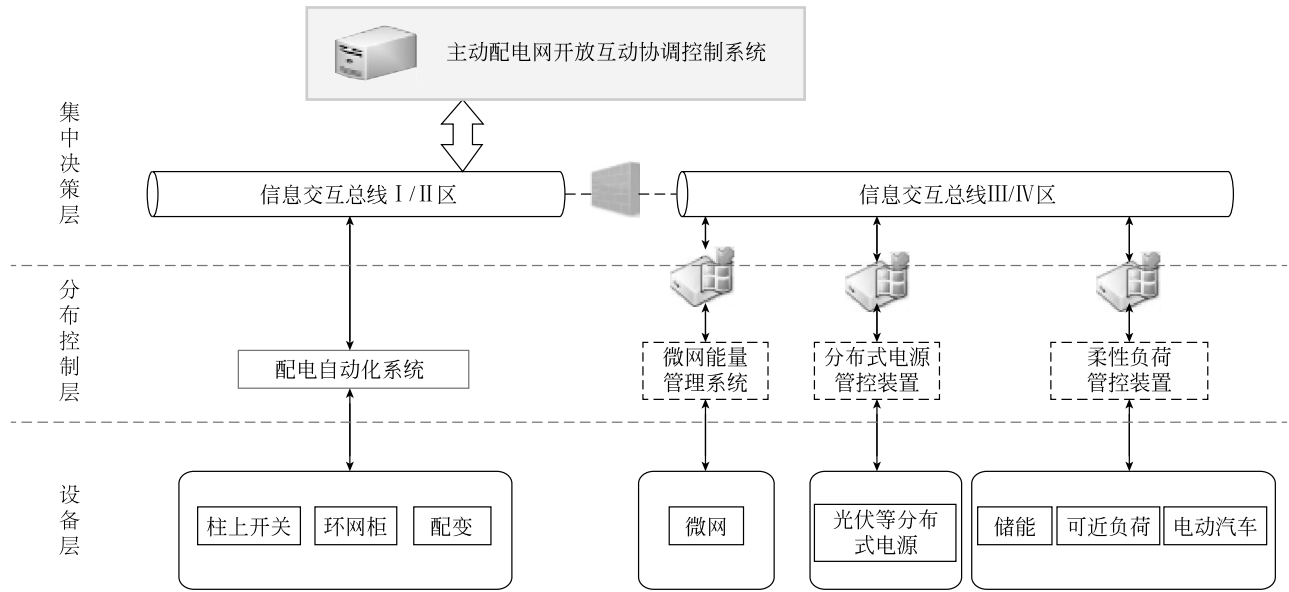 主动配电网开放互动协调控制系统
集中决策层
信息交互总线Ⅰ/Ⅱ区
信息交互总线Ⅲ/Ⅳ区
分布控制层
配电自动化系统
微网能量
管理系统
分布式电源
管控装置
柔性负荷
管控装置
设备层
柱上开关
环网柜
配变
微网
光伏等分布
式电源
储能
可近负荷
电动汽车